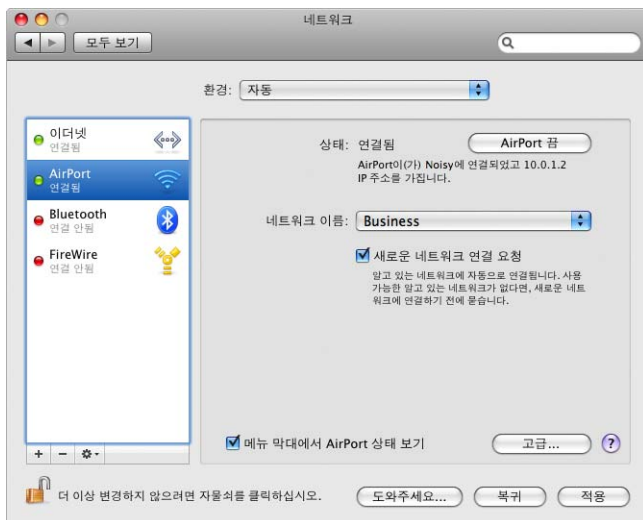 네트워크
모두 보기
환경: 자동
이더넷
연결됨
AirPort
연결됨
Bluetooth
연결 안됨
FireWire
연결 안됨
상태: 연결됨
AirPort 끔
AirPort이(가) Noisy에 연결되었고 10.0.1.2
IP 주소를 가집니다.
네트워크 이름: Business
새로운 네트워크 연결 요청
알고 있는 네트워크에 자동으로 연결됩니다. 사용
가능한 알고 있는 네트워크가 없다면, 새로운 네트
워크에 연결하기 전에 묻습니다.
메뉴 막대에서 AirPort 상태 보기
고급...
?
더 이상 변경하지 않으려면 자물쇠를 클릭하십시오.
도와주세요...
복귀
적용